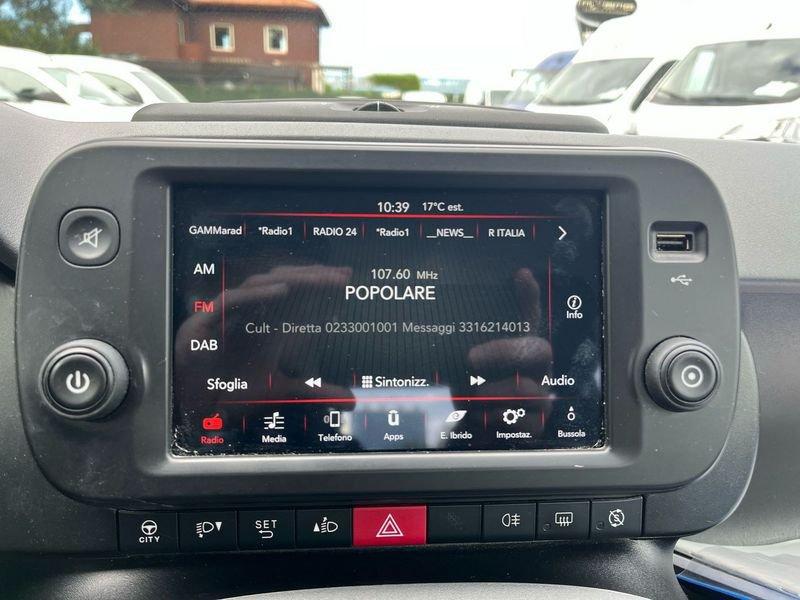 10:39 17°C est.
GAMMarad *Radio1 RADIO 24 *Radio1 __NEWS__ R ITALIA
AM
107.60 MHz
POPOLARE
Info
FM
Cult - Diretta 0233001001 Messaggi 3316214013
DAB
Sfoglia Sintonizz. Audio
Radio Media Telefono Apps E. Ibrido Impostaz. Bussola
CITY SET